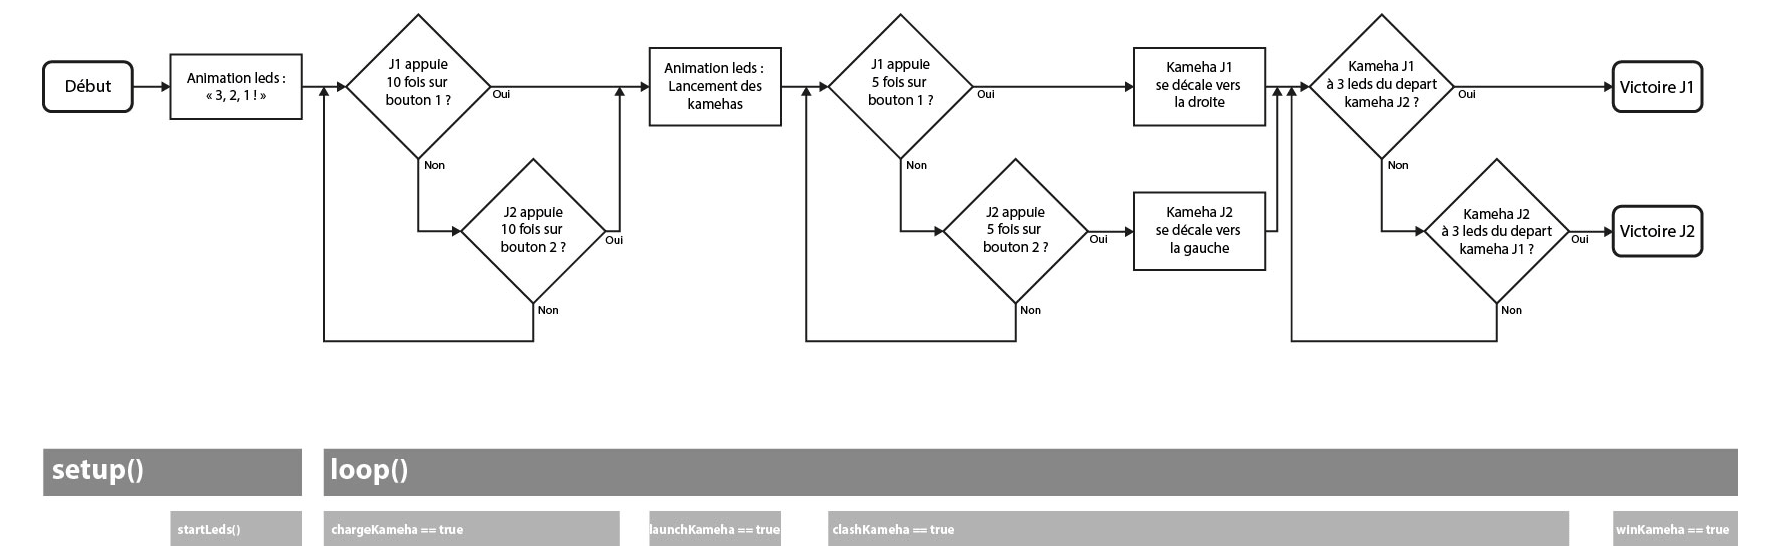 Début
Animation leds :
« 3, 2, 1 ! »
J1 appuie
10 fois sur
bouton 1 ?
Oui
Non
J2 appuie
10 fois sur
bouton 2 ?
Oui
Non
Animation leds :
Lancement des
kamehas
J1 appuie
5 fois sur
bouton 1 ?
Oui
Non
J2 appuie
5 fois sur
bouton 2 ?
Oui
Non
Kameha J1
se décale vers
la droite
Kameha J2
se décale vers
la gauche
Kameha J1
à 3 leds du depart
kameha J2 ?
Oui
Non
Kameha J2
à 3 leds du depart
kameha J1 ?
Oui
Non
Victoire J1
Victoire J2
setup()
loop()
startLeds()
chargeKameha == true
launchKameha == true
clashKameha == true
winKameha == true